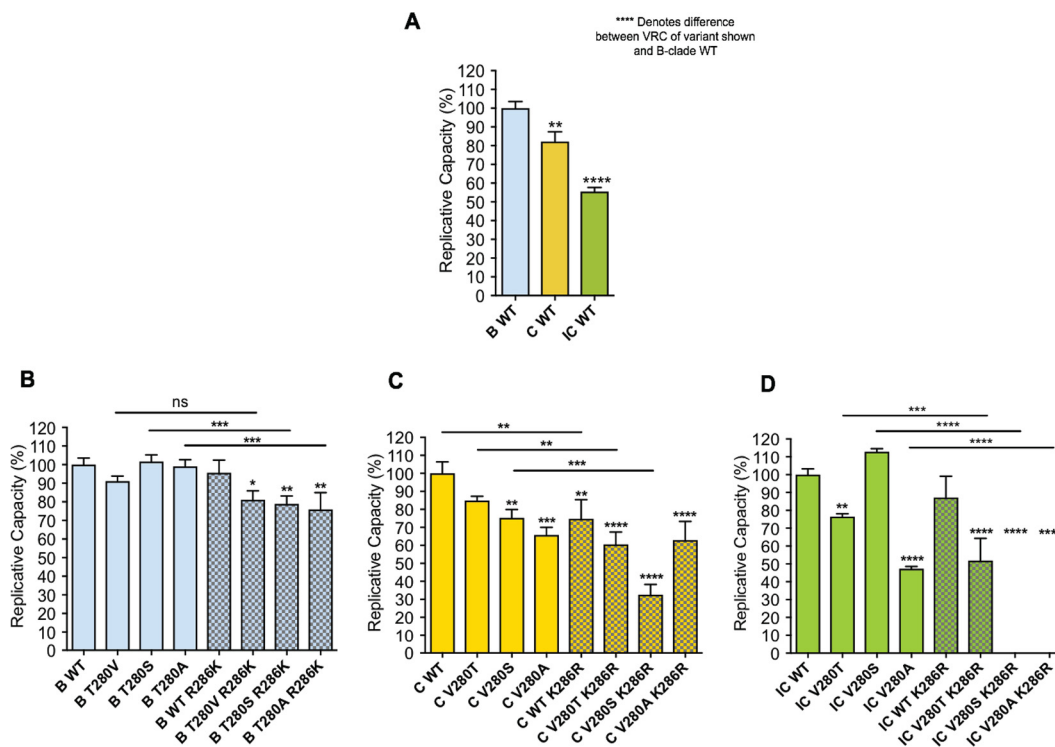 A
**** Denotes difference
between VRC of variant shown
and B-clade WT
Replicative Capacity (%)
120
110
100
90
80
70
60
50
40
30
20
10
0
**
****
B WT
C WT
IC WT
B
ns
***
***
Replicative Capacity (%)
120
110
100
90
80
70
60
50
40
30
20
10
0
*
**
**
B WT
B T280V
B T280S
B T280A
B WT R286K
B T280V R286K
B T280S R286K
B T280A R286K
C
**
**
***
Replicative Capacity (%)
120
110
100
90
80
70
60
50
40
30
20
10
0
**
***
**
****
****
****
C WT
C V280T
C V280S
C V280A
C WT K286R
C V280T K286R
C V280S K286R
C V280A K286R
D
***
****
****
Replicative Capacity (%)
120
110
100
90
80
70
60
50
40
30
20
10
0
**
****
****
****
***
IC WT
IC V280T
IC V280S
IC V280A
IC WT K286R
IC V280T K286R
IC V280S K286R
IC V280A K286R